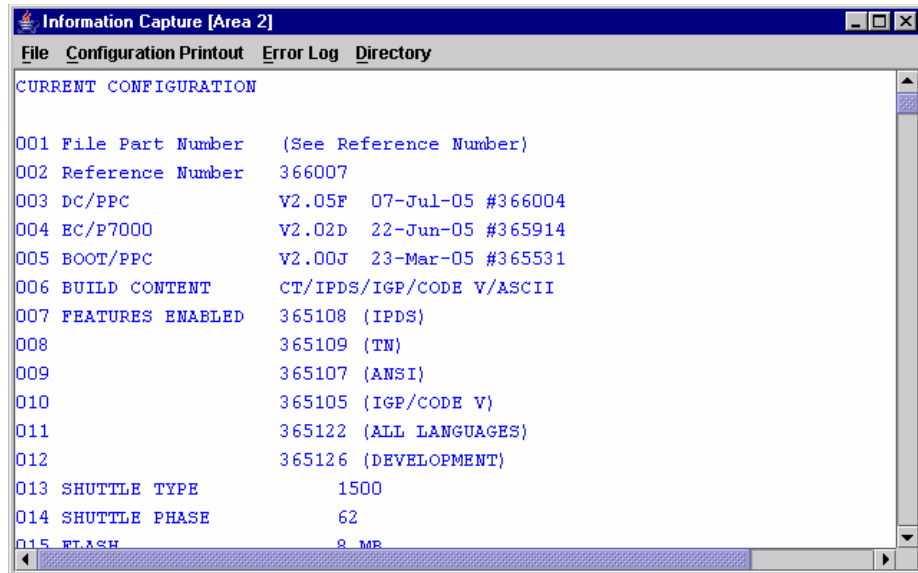 Information Capture [Area 2]
File Configuration Printout Error Log Directory
CURRENT CONFIGURATION
001 File Part Number (See Reference Number)
002 Reference Number 366007
003 DC/PPC V2.05F 07-Jul-05 #366004
004 EC/P7000 V2.02D 22-Jun-05 #365914
005 BOOT/PPC V2.00J 23-Mar-05 #365531
006 BUILD CONTENT CT/IPDS/IGP/CODE V/ASCII
007 FEATURES ENABLED 365108 (IPDS)
008 365109 (TN)
009 365107 (ANSI)
010 365105 (IGP/CODE V)
011 365122 (ALL LANGUAGES)
012 365126 (DEVELOPMENT)
013 SHUTTLE TYPE 1500
014 SHUTTLE PHASE 62
015 FLASH 8 MB